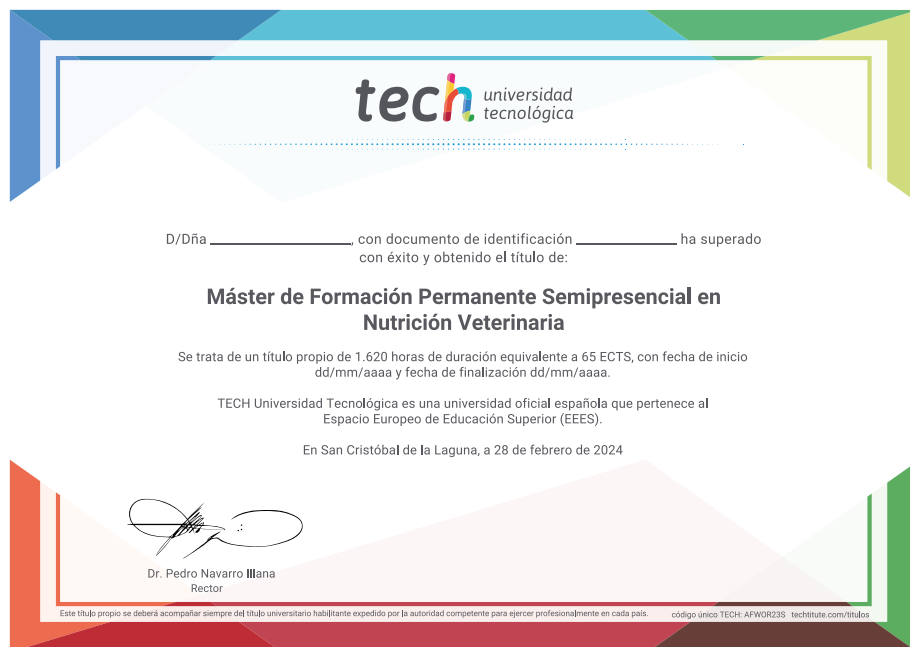 tech universidad
tecnológica
D/Dña ____________________, con documento de identificación ______________ ha superado
con éxito y obtenido el título de:
Máster de Formación Permanente Semipresencial en
Nutrición Veterinaria
Se trata de un título propio de 1.620 horas de duración equivalente a 65 ECTS, con fecha de inicio
dd/mm/aaaa y fecha de finalización dd/mm/aaaa.
TECH Universidad Tecnológica es una universidad oficial española que pertenece al
Espacio Europeo de Educación Superior (EEES).
En San Cristóbal de la Laguna, a 28 de febrero de 2024
Dr. Pedro Navarro Illana
Rector
Este título propio se deberá acompañar siempre del título universitario habilitante expedido por la autoridad competente para ejercer profesionalmente en cada país. código único TECH: AFWOR23S techtitute.com/titulos